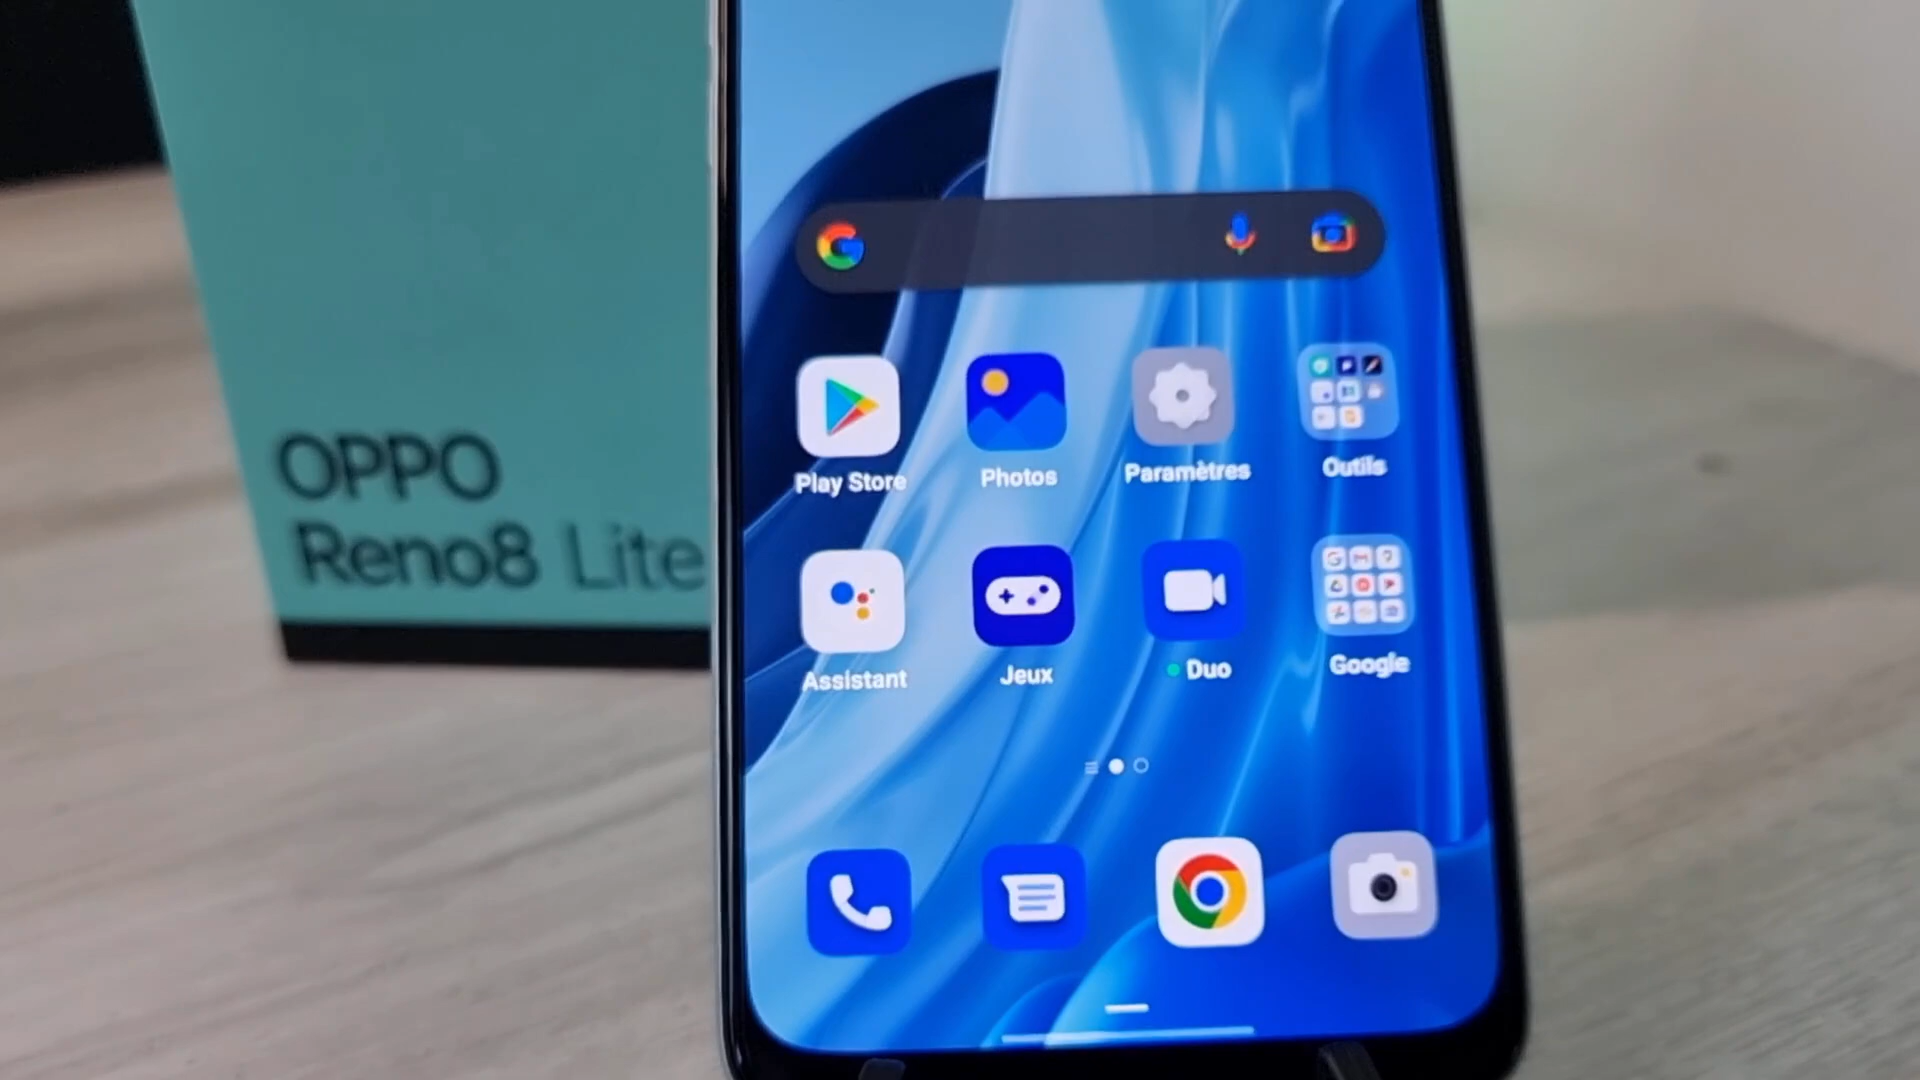 OPPO
Reno8 Lite
Play Store
Photos
Paramètres
Outils
Assistant
Jeux
Duo
Google